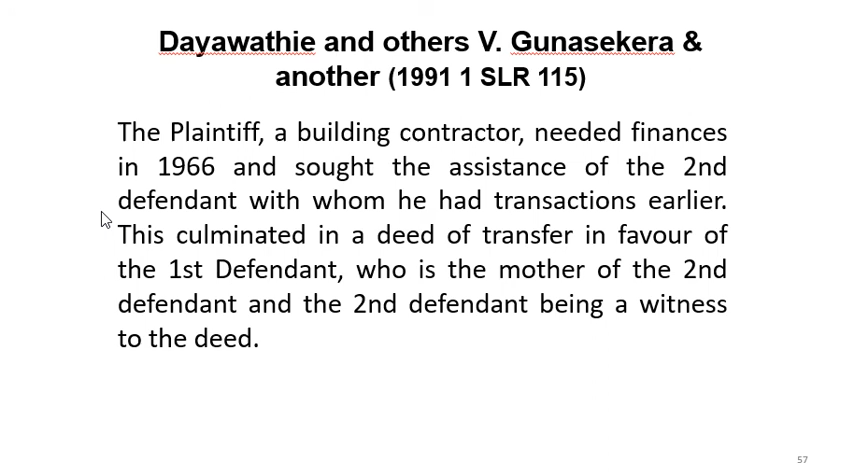 Dayawathie and others V. Gunasekera &
another (1991 1 SLR 115)
The Plaintiff, a building contractor, needed finances
in 1966 and sought the assistance of the 2nd
defendant with whom he had transactions earlier.
This culminated in a deed of transfer in favour of
the 1st Defendant, who is the mother of the 2nd
defendant and the 2nd defendant being a witness
to the deed.
57